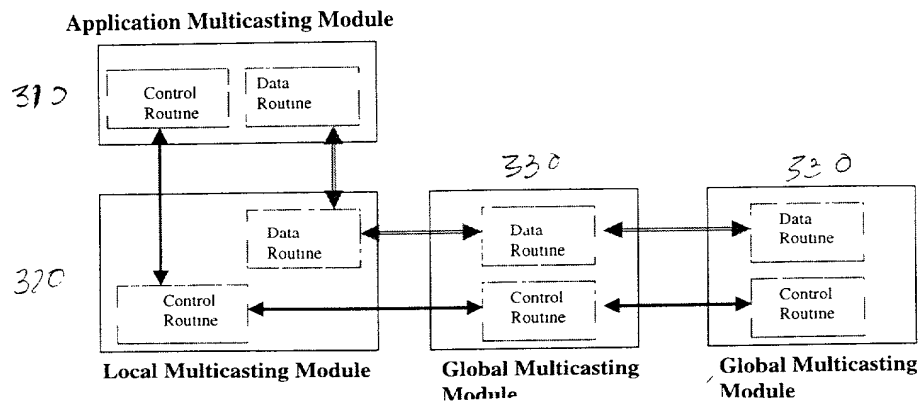 Application Multicasting Module
310
Control
Routine
Data
Routine
330
330
320
Data
Routine
Control
Routine
Data
Routine
Control
Routine
Data
Routine
Control
Routine
Local Multicasting Module
Global Multicasting
Module
Global Multicasting
Module